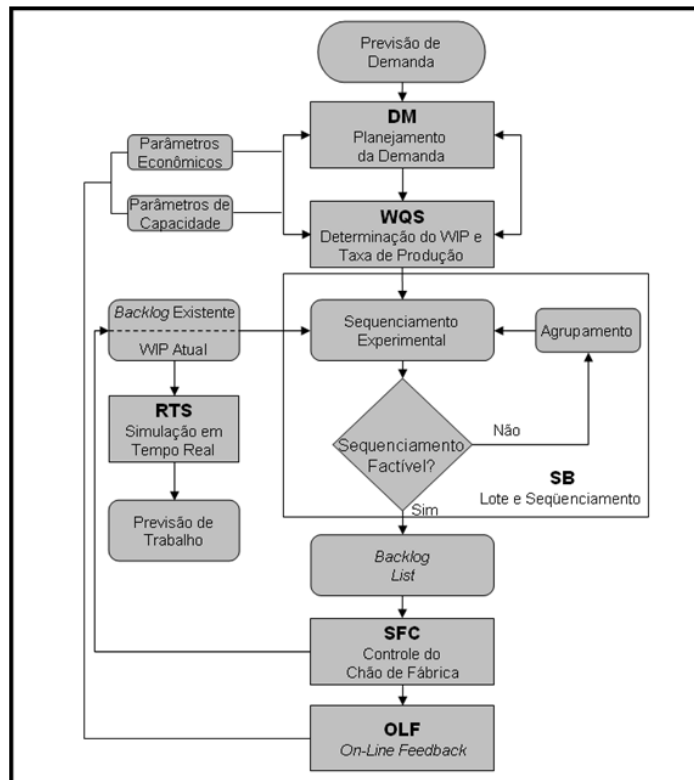 Previsão de
Demanda
DM
Planejamento
da Demanda
Parâmetros
Econômicos
Parâmetros de
Capacidade
WQS
Determinação do WIP e
Taxa de Produção
Backlog Existente
WIP Atual
Sequenciamento
Experimental
Agrupamento
RTS
Simulação em
Tempo Real
Não
Sequenciamento
Factível?
SB
Lote e Seqüenciamento
Sim
Previsão de
Trabalho
Backlog
List
SFC
Controle do
Chão de Fábrica
OLF
On-Line Feedback